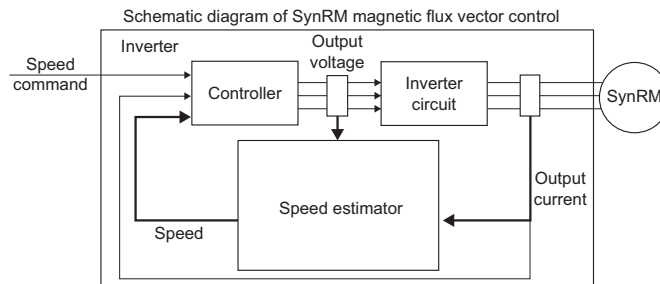 Schematic diagram of SynRM magnetic flux vector control
Inverter
Output
voltage
Speed
command
Controller
Inverter
circuit
SynRM
Speed estimator
Output
current
Speed